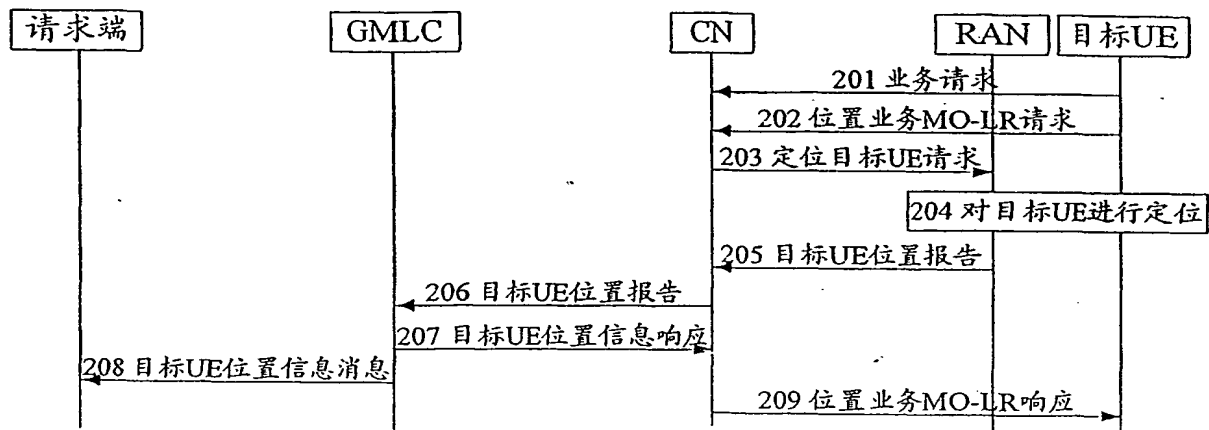 请求端
GMLC
CN
RAN
目标UE
201 业务请求
202 位置业务MO-LR请求
203 定位目标UE请求
204 对目标UE进行定位
205 目标UE位置报告
206 目标UE位置报告
207 目标UE位置信息响应
208 目标UE位置信息消息
209 位置业务MO-LR响应